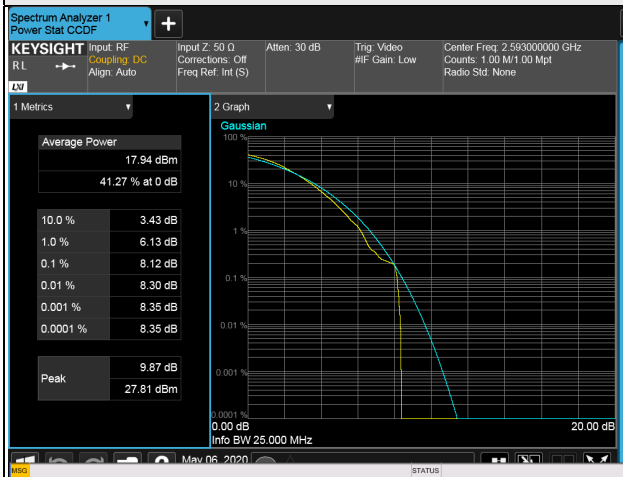 Spectrum Analyzer 1
Power Stat CCDF
KEYSIGHT Input: RF Input Z: 50 Ω Atten: 30 dB Trig: Video Center Freq: 2.593000000 GHz
R L Coupling: DC Corrections: Off #IF Gain: Low Counts: 1.00 M/1.00 Mpt
Align: Auto Freq Ref: Int (S) Radio Std: None
LXI
1 Metrics
Average Power
17.94 dBm
41.27 % at 0 dB
10.0 % 3.43 dB
1.0 % 6.13 dB
0.1 % 8.12 dB
0.01 % 8.30 dB
0.001 % 8.35 dB
0.0001 % 8.35 dB
Peak 9.87 dB
27.81 dBm
2 Graph
Gaussian
100 %
10 %
1 %
0.1 %
0.01 %
0.001 %
0.0001 %
0.00 dB 20.00 dB
Info BW 25.000 MHz
May 06, 2020
MSG STATUS